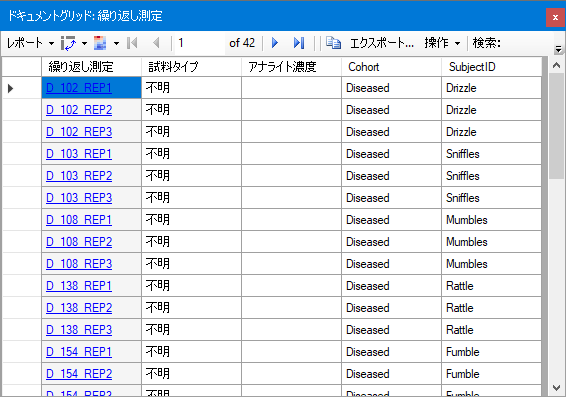 ドキュメントグリッド: 繰り返し測定
レポート 1 of 42 エクスポート... 操作 検索:
繰り返し測定 試料タイプ アナライト濃度 Cohort SubjectID
D_102_REP1 不明 Diseased Drizzle
D_102_REP2 不明 Diseased Drizzle
D_102_REP3 不明 Diseased Drizzle
D_103_REP1 不明 Diseased Sniffles
D_103_REP2 不明 Diseased Sniffles
D_103_REP3 不明 Diseased Sniffles
D_108_REP1 不明 Diseased Mumbles
D_108_REP2 不明 Diseased Mumbles
D_108_REP3 不明 Diseased Mumbles
D_138_REP1 不明 Diseased Rattle
D_138_REP2 不明 Diseased Rattle
D_138_REP3 不明 Diseased Rattle
D_154_REP1 不明 Diseased Fumble
D_154_REP2 不明 Diseased Fumble
D_154_REP3 不明 Diseased Fumble